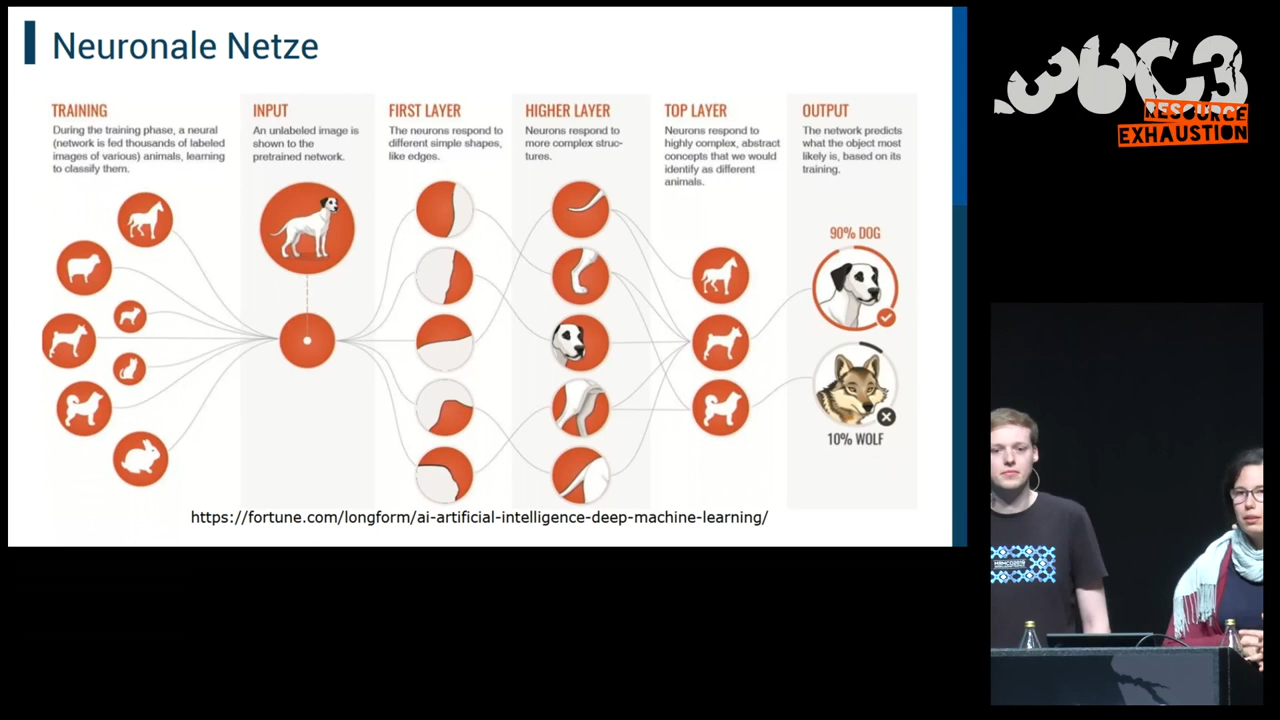 Neuronale Netze
TRAINING
During the training phase, a neural
(network is fed thousands of labeled
images of various) animals, learning
to classify them.
INPUT
An unlabeled image is
shown to the
pretrained network.
FIRST LAYER
The neurons respond to
different simple shapes,
like edges.
HIGHER LAYER
Neurons respond to
more complex struc-
tures.
TOP LAYER
Neurons respond to
highly complex, abstract
concepts that we would
identify as different
animals.
OUTPUT
The network predicts
what the object most
likely is, based on its
training.
90% DOG
10% WOLF
https://fortune.com/longform/ai-artificial-intelligence-deep-machine-learning/
36C3
RESOURCE
EXHAUSTION